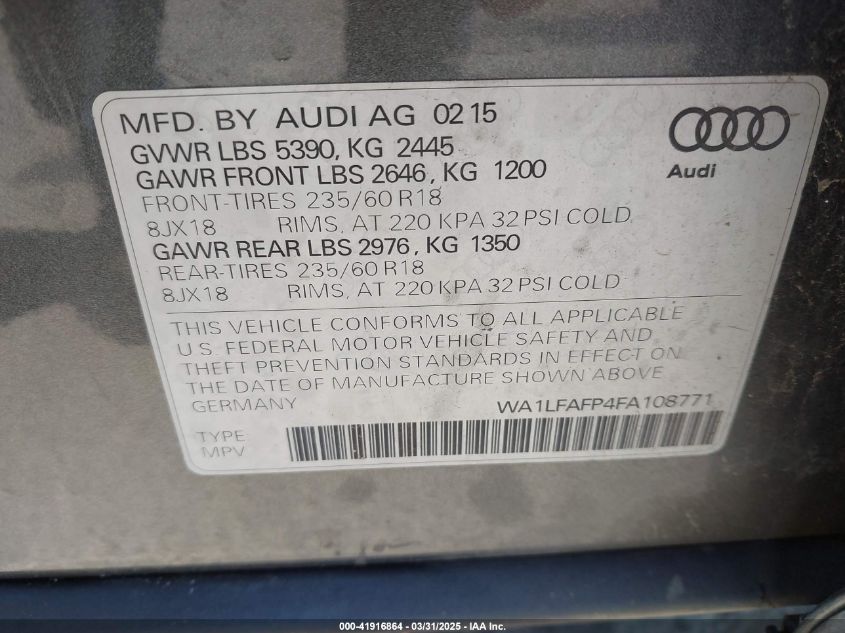 MFD. BY AUDI AG 02 15
GVWR LBS 5390, KG 2445
GAWR FRONT LBS 2646, KG 1200
FRONT-TIRES 235/60 R18
8JX18 RIMS, AT 220 KPA 32 PSI COLD
GAWR REAR LBS 2976, KG 1350
REAR-TIRES 235/60 R18
8JX18 RIMS, AT 220 KPA 32 PSI COLD
Audi
THIS VEHICLE CONFORMS TO ALL APPLICABLE
U.S. FEDERAL MOTOR VEHICLE SAFETY AND
THEFT PREVENTION STANDARDS IN EFFECT ON
THE DATE OF MANUFACTURE SHOWN ABOVE.
GERMANY WA1LFAFP4FA108771
TYPE
MPV
000-41916864 - 03/31/2025 - IAA Inc.